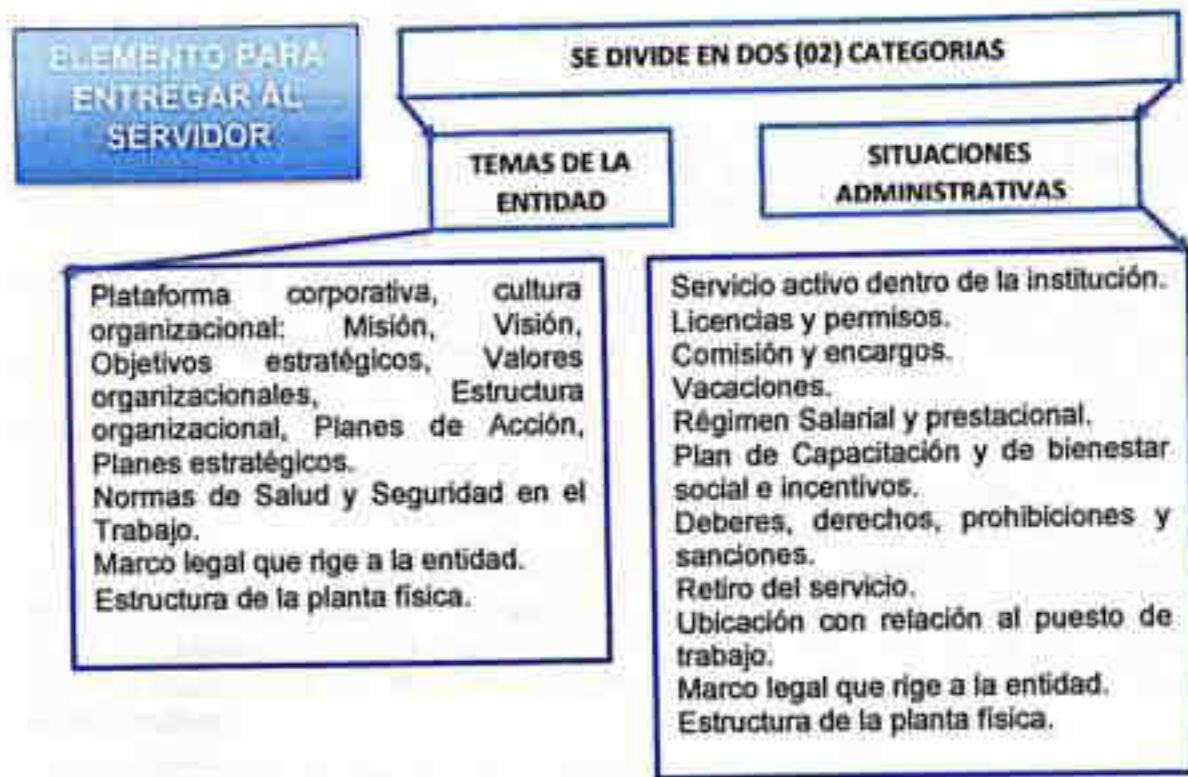 ELEMENTO PARA
ENTREGAR AL
SERVIDOR
SE DIVIDE EN DOS (02) CATEGORIAS
TEMAS DE LA
ENTIDAD
SITUACIONES
ADMINISTRATIVAS
Plataforma corporativa, cultura
organizacional: Misión, Visión,
Objetivos estratégicos, Valores
organizacionales, Estructura
organizacional, Planes de Acción,
Planes estratégicos.
Normas de Salud y Seguridad en el
Trabajo.
Marco legal que rige a la entidad.
Estructura de la planta física.
Servicio activo dentro de la institución.
Licencias y permisos.
Comisión y encargos.
Vacaciones.
Régimen Salarial y prestacional.
Plan de Capacitación y de bienestar
social e incentivos.
Deberes, derechos, prohibiciones y
sanciones.
Retiro del servicio.
Ubicación con relación al puesto de
trabajo.
Marco legal que rige a la entidad.
Estructura de la planta física.